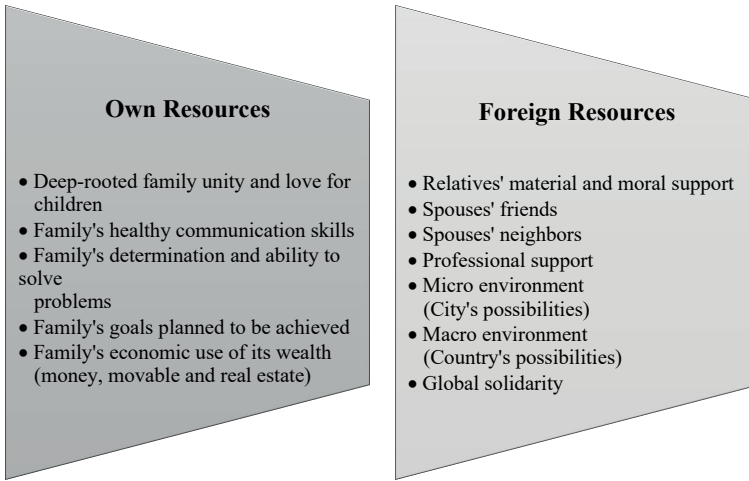 Own Resources
• Deep-rooted family unity and love for
children
• Family's healthy communication skills
• Family's determination and ability to
solve
problems
• Family's goals planned to be achieved
• Family's economic use of its wealth
(money, movable and real estate)
Foreign Resources
• Relatives' material and moral support
• Spouses' friends
• Spouses' neighbors
• Professional support
• Micro environment
(City's possibilities)
• Macro environment
(Country's possibilities)
• Global solidarity